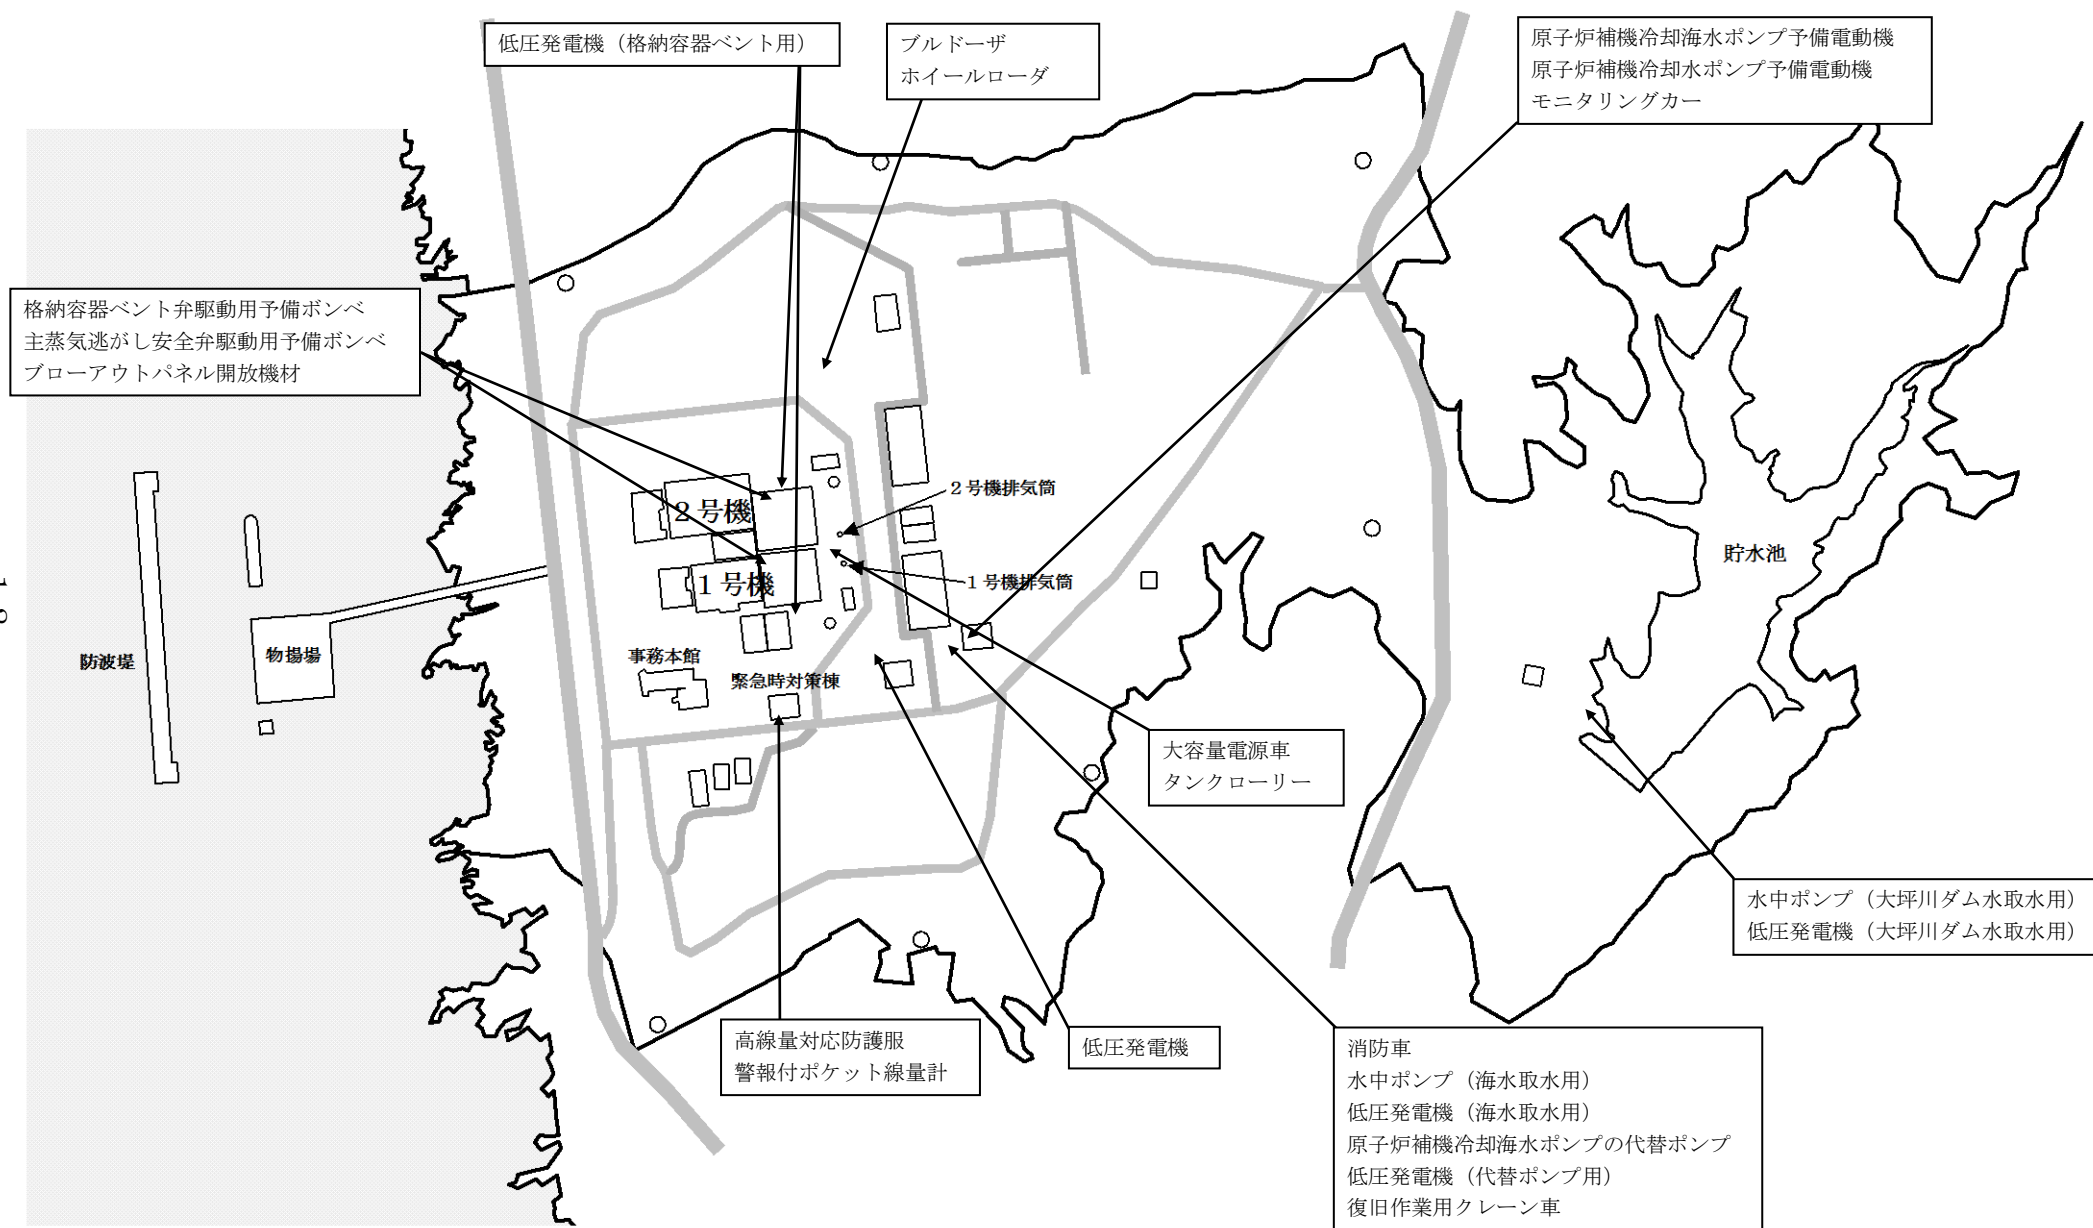 低圧発電機（格納容器ベント用）
ブルドーザ
ホイールローダ
原子炉補機冷却海水ポンプ予備電動機
原子炉補機冷却水ポンプ予備電動機
モニタリングカー
格納容器ベント弁駆動用予備ボンベ
主蒸気逃がし安全弁駆動用予備ボンベ
ブローアウトパネル開放機材
２号機
２号機排気筒
１号機
１号機排気筒
貯水池
防波堤
物揚場
事務本館
緊急時対策棟
大容量電源車
タンクローリー
水中ポンプ（大坪川ダム水取水用）
低圧発電機（大坪川ダム水取水用）
高線量対応防護服
警報付ポケット線量計
低圧発電機
消防車
水中ポンプ（海水取水用）
低圧発電機（海水取水用）
原子炉補機冷却海水ポンプの代替ポンプ
低圧発電機（代替ポンプ用）
復旧作業用クレーン車